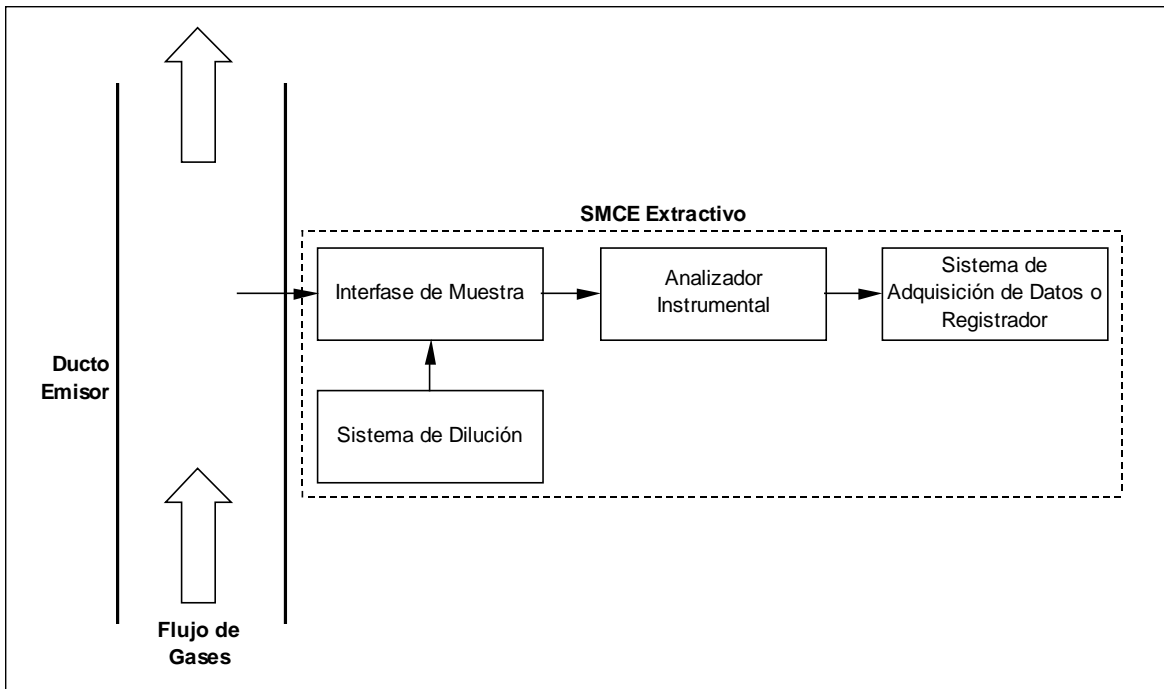 SMCE Extractivo
Interfase de Muestra
Analizador
Instrumental
Sistema de
Adquisición de Datos o
Registrador
Ducto
Emisor
Sistema de Dilución
Flujo de
Gases